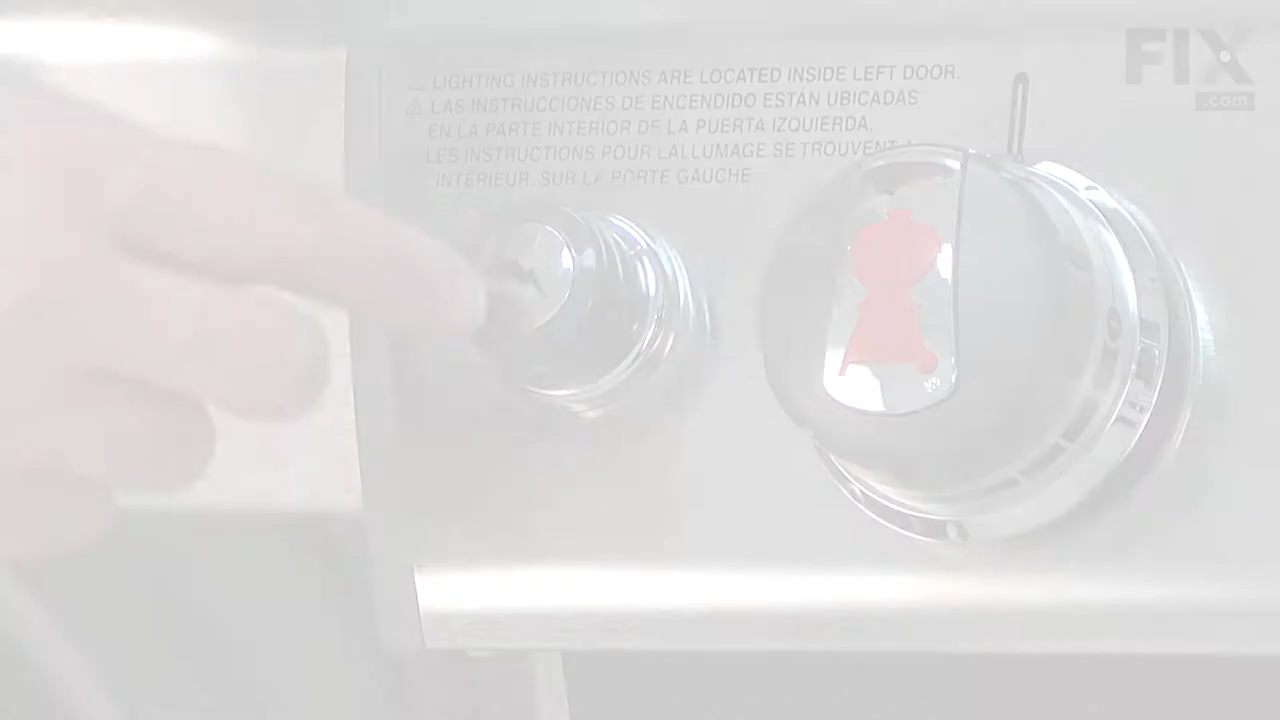 FIX
.com
LIGHTING INSTRUCTIONS ARE LOCATED INSIDE LEFT DOOR.
LAS INSTRUCCIONES DE ENCENDIDO ESTÁN UBICADAS
EN LA PARTE INTERIOR DE LA PUERTA IZQUIERDA.
LES INSTRUCTIONS POUR L'ALLUMAGE SE TROUVENT
INTERIEUR, SUR LA PORTE GAUCHE